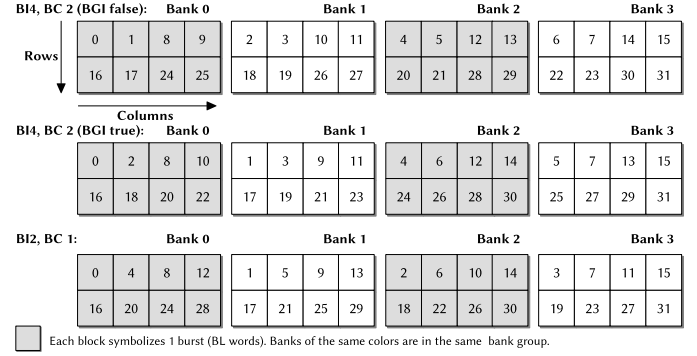 BI4, BC 2 (BGI false): Bank 0 Bank 1 Bank 2 Bank 3
0 1 8 9 2 3 10 11 4 5 12 13 6 7 14 15
Rows
16 17 24 25 18 19 26 27 20 21 28 29 22 23 30 31
Columns
BI4, BC 2 (BGI true): Bank 0 Bank 1 Bank 2 Bank 3
0 2 8 10 1 3 9 11 4 6 12 14 5 7 13 15
16 18 20 22 17 19 21 23 24 26 28 30 25 27 29 31
BI2, BC 1: Bank 0 Bank 1 Bank 2 Bank 3
0 4 8 12 1 5 9 13 2 6 10 14 3 7 11 15
16 20 24 28 17 21 25 29 18 22 26 30 19 23 27 31
Each block symbolizes 1 burst (BL words). Banks of the same colors are in the same bank group.